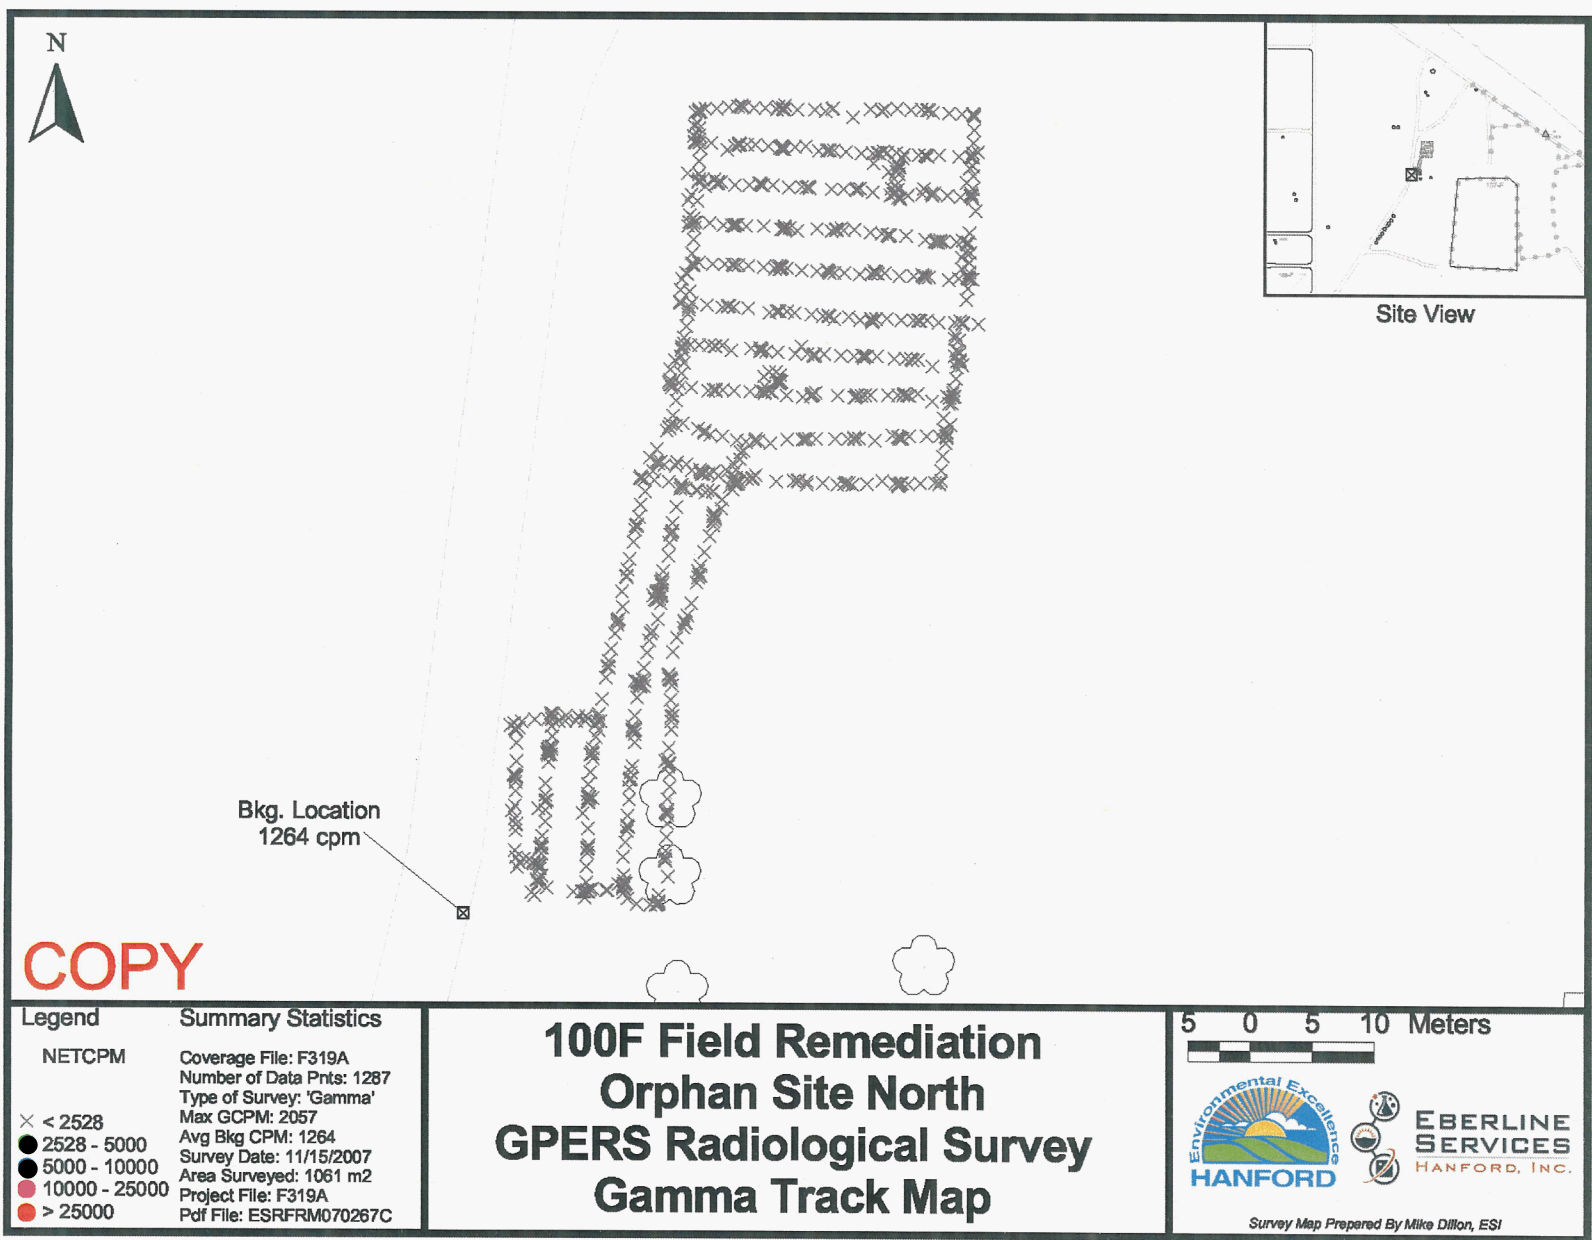 N
Site View
Bkg. Location
1264 cpm
COPY
Legend
NETCPM
< 2528
2528 - 5000
5000 - 10000
10000 - 25000
> 25000
Summary Statistics
Coverage File: F319A
Number of Data Pnts: 1287
Type of Survey: 'Gamma'
Max GCPM: 2057
Avg Bkg CPM: 1264
Survey Date: 11/15/2007
Area Surveyed: 1061 m2
Project File: F319A
Pdf File: ESRFRM070267C
100F Field Remediation
Orphan Site North
GPERS Radiological Survey
Gamma Track Map
5 0 5 10 Meters
Environmental Excellence
HANFORD
EBERLINE
SERVICES
HANFORD, INC.
Survey Map Prepared By Mike Dillon, ESI